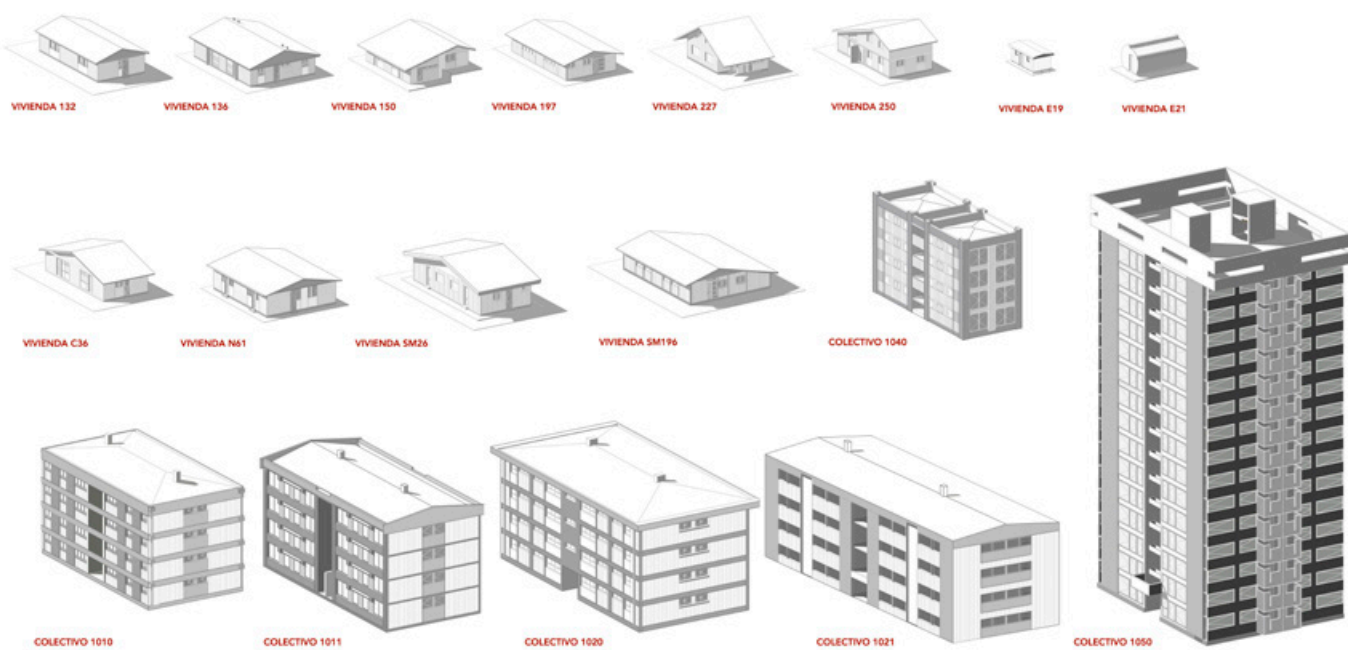 VIVIENDA 132
VIVIENDA 136
VIVIENDA 150
VIVIENDA 197
VIVIENDA 227
VIVIENDA 250
VIVIENDA E19
VIVIENDA E21
VIVIENDA C36
VIVIENDA N61
VIVIENDA SM26
VIVIENDA SM196
COLECTIVO 1040
COLECTIVO 1010
COLECTIVO 1011
COLECTIVO 1020
COLECTIVO 1021
COLECTIVO 1050